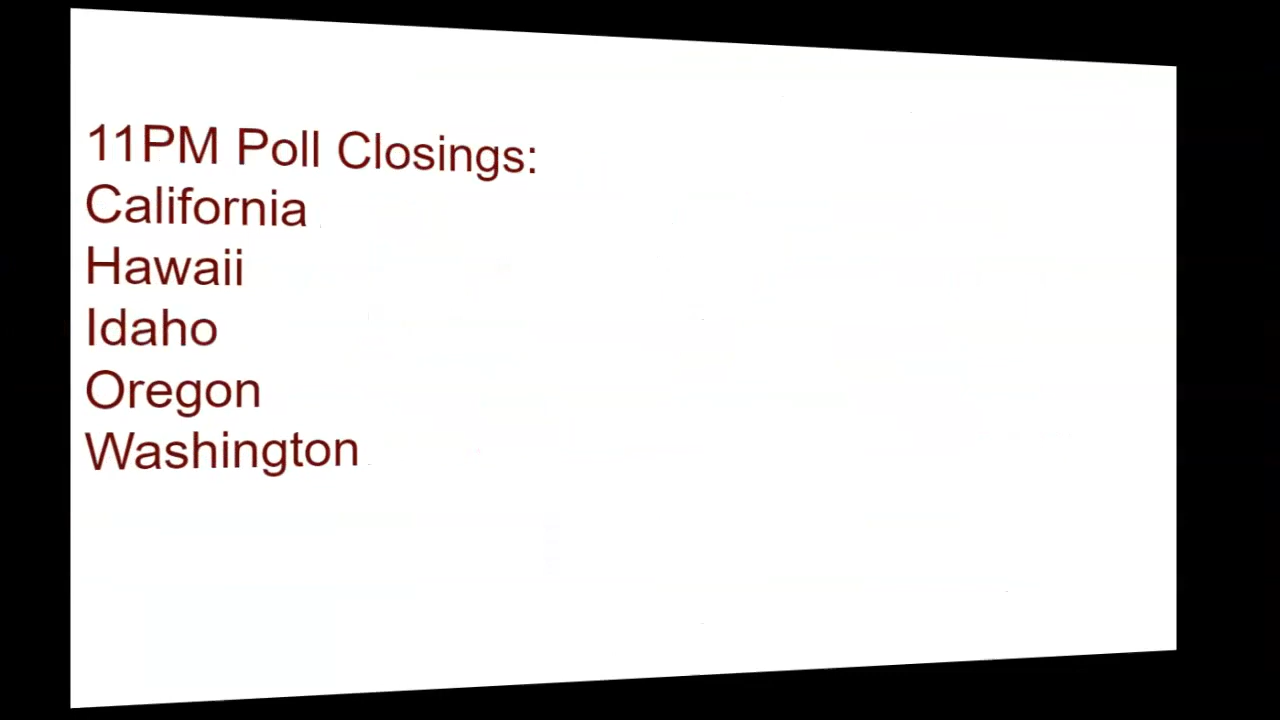 11PM Poll Closings:
California
Hawaii
Idaho
Oregon
Washington